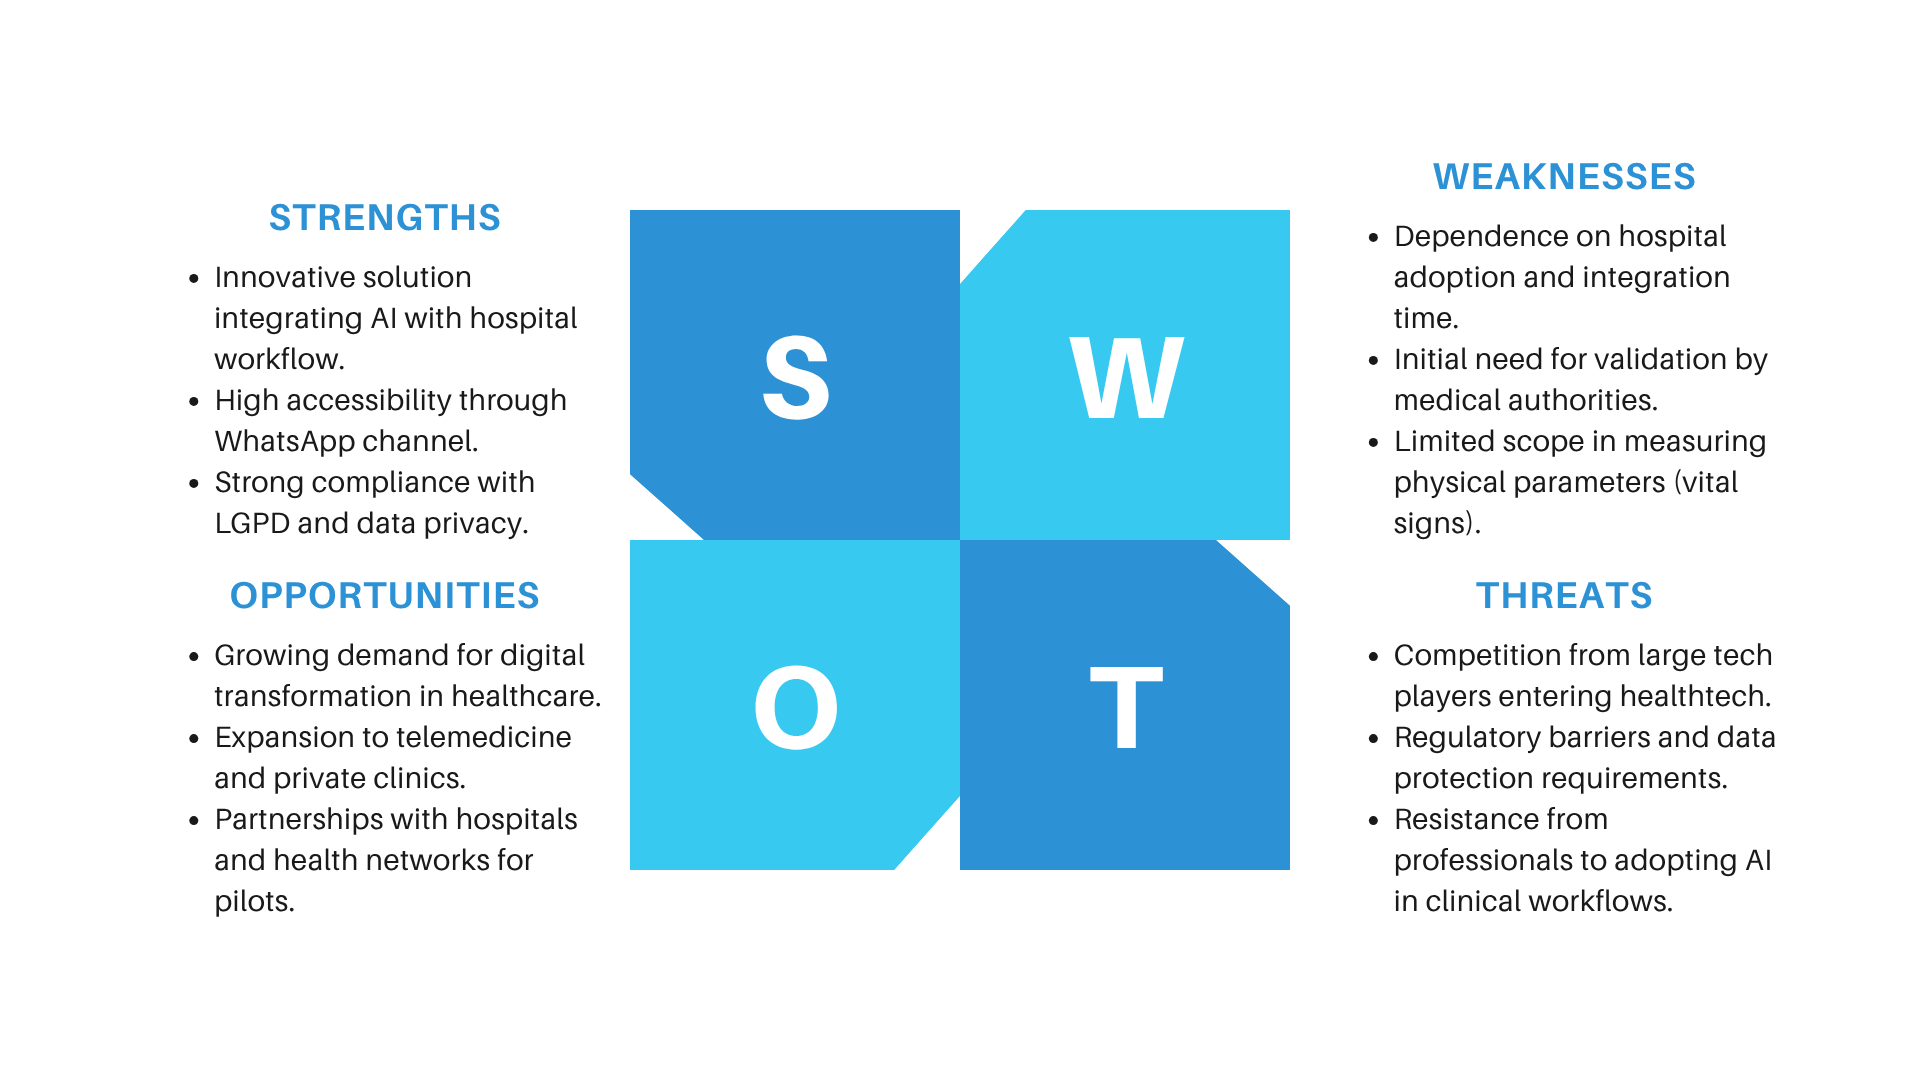 STRENGTHS
• Innovative solution
integrating AI with hospital
workflow.
• High accessibility through
WhatsApp channel.
• Strong compliance with
LGPD and data privacy.
S
W
WEAKNESSES
• Dependence on hospital
adoption and integration
time.
• Initial need for validation by
medical authorities.
• Limited scope in measuring
physical parameters (vital
signs).
OPPORTUNITIES
• Growing demand for digital
transformation in healthcare.
• Expansion to telemedicine
and private clinics.
• Partnerships with hospitals
and health networks for
pilots.
O
T
THREATS
• Competition from large tech
players entering healthtech.
• Regulatory barriers and data
protection requirements.
• Resistance from
professionals to adopting AI
in clinical workflows.